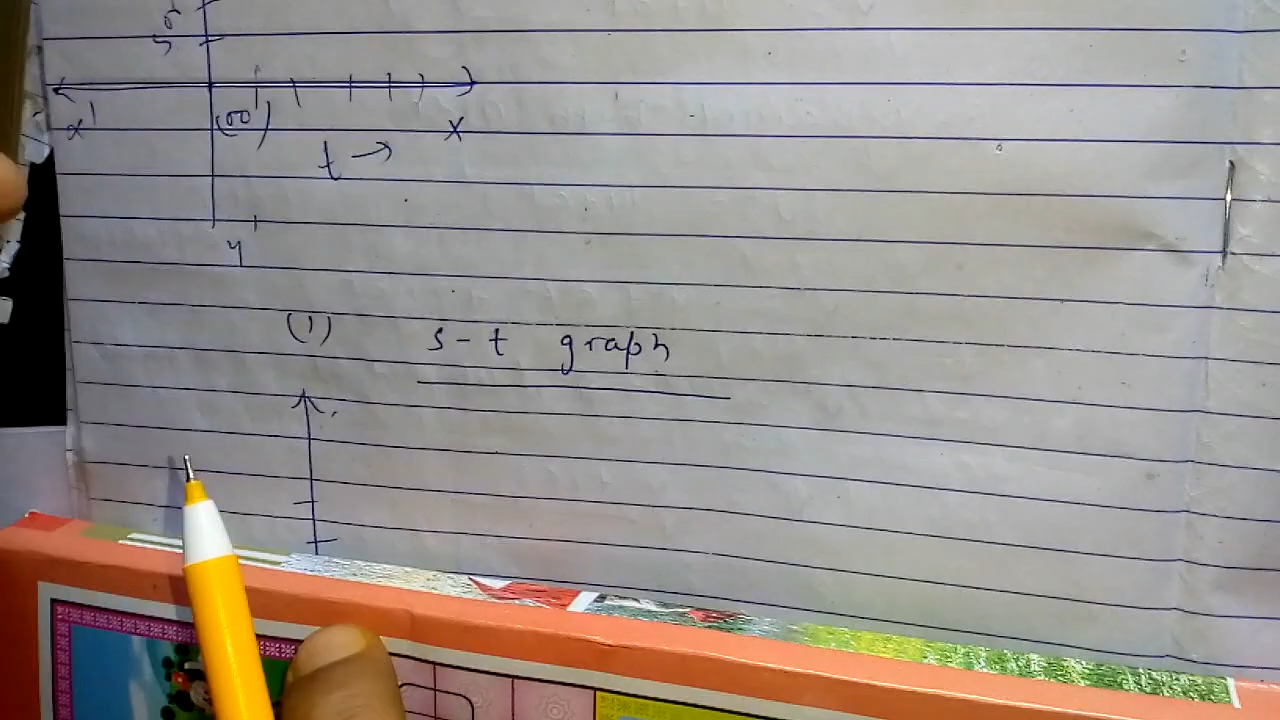 x'
(00)
x
t →
y
(1) s-t graph